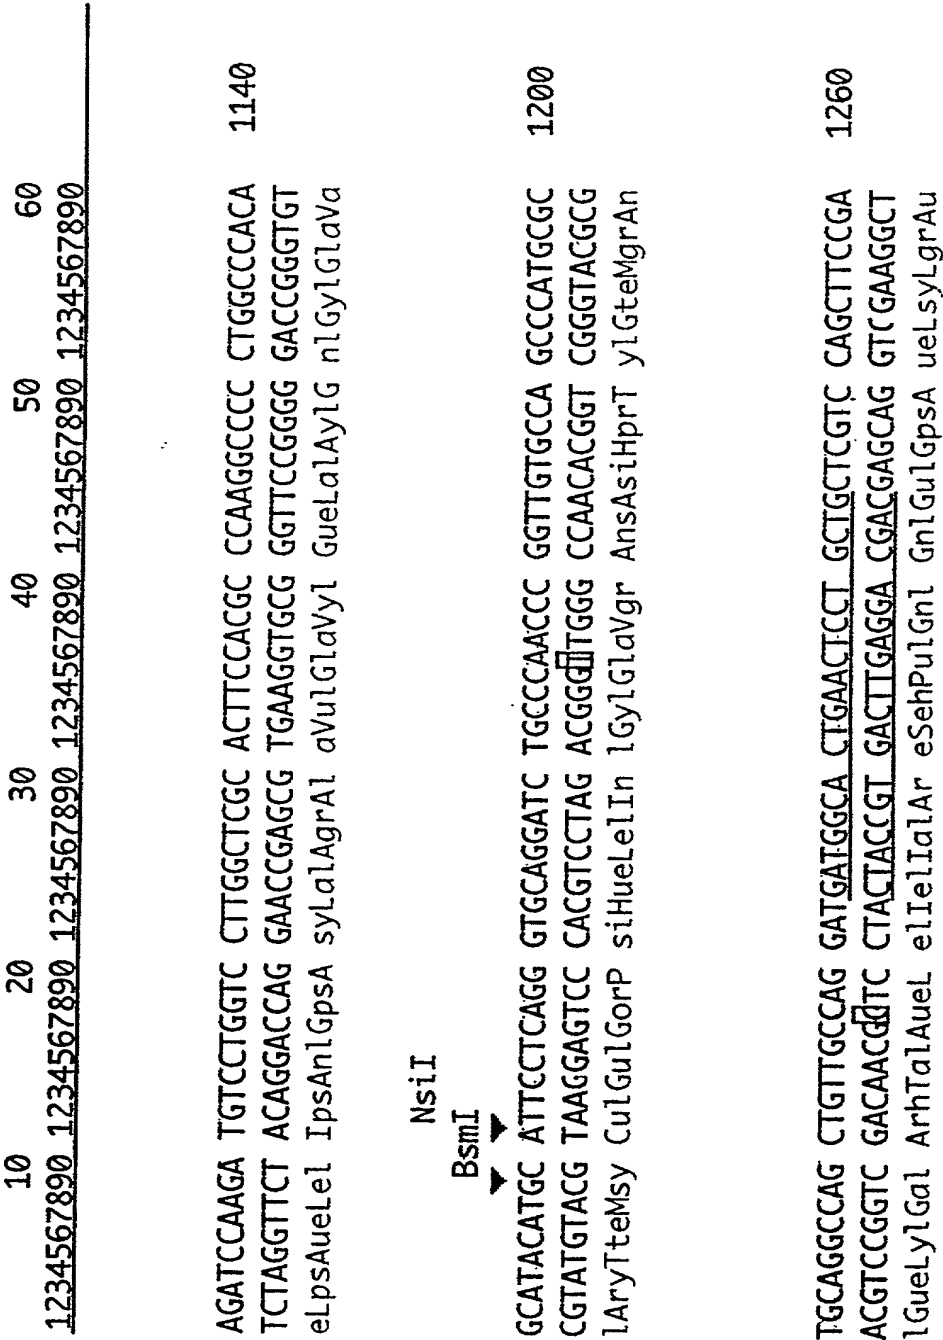 10 20 30 40 50 60
1234567890 1234567890 1234567890 1234567890 1234567890 1234567890
AGATCCAAGA TGTCCTGGTC CTTGGCTCGC ACTTCCACGC CCAAGGCCCC CTGGCCCACA 1140
TCTAGGTTCT ACAGGACCAG GAACCGAGCG TGAAGGTGCG GGTTCCGGGG GACCGGGTGT
eLpsAueLel IpsAnlGpsA syLalAgrAl aVulGlaVyl GueLalAylG nlGylGlaVa
NsiI
BsmI
GCATACATGC ATTCCTCAGG GTGCAGGATC TGCCCAACCC GGTTGTGCCA GCCCATGCGC 1200
CGTATGTACG TAAGGAGTCC CACGTCCTAG ACGGGTTGGG CCAACACGGT CGGGTACGCG
lAryTteMsy CulGulGorP siHueLelIn lGylGlaVgr AnsAsiHprT ylGteMgrAn
TGCAGGCCAG CTGTTGCCAG GATGATGGCA CTGAACTCCT GCTGCTCGTC CAGCTTCCGA 1260
ACGTCCGGTC GACAACGGTC CTACTACCGT GACTTGAGGA CGACGAGCAG GTCGAAGGCT
lGueLylGal ArhTalAueL elIelIalAr eSehPulGnl GnlGulGpsA ueLsyLgrAu